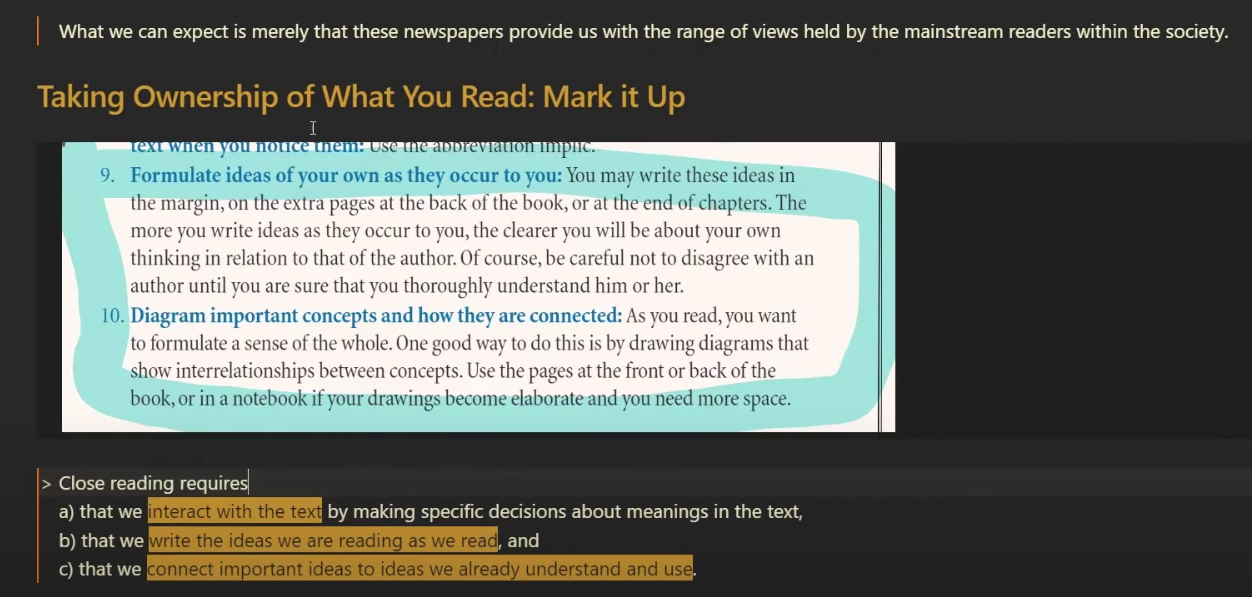 What we can expect is merely that these newspapers provide us with the range of views held by the mainstream readers within the society.
Taking Ownership of What You Read: Mark it Up
text when you notice them: Use the abbreviation implic.
9. Formulate ideas of your own as they occur to you: You may write these ideas in
the margin, on the extra pages at the back of the book, or at the end of chapters. The
more you write ideas as they occur to you, the clearer you will be about your own
thinking in relation to that of the author. Of course, be careful not to disagree with an
author until you are sure that you thoroughly understand him or her.
10. Diagram important concepts and how they are connected: As you read, you want
to formulate a sense of the whole. One good way to do this is by drawing diagrams that
show interrelationships between concepts. Use the pages at the front or back of the
book, or in a notebook if your drawings become elaborate and you need more space.
> Close reading requires
a) that we interact with the text by making specific decisions about meanings in the text,
b) that we write the ideas we are reading as we read, and
c) that we connect important ideas to ideas we already understand and use.